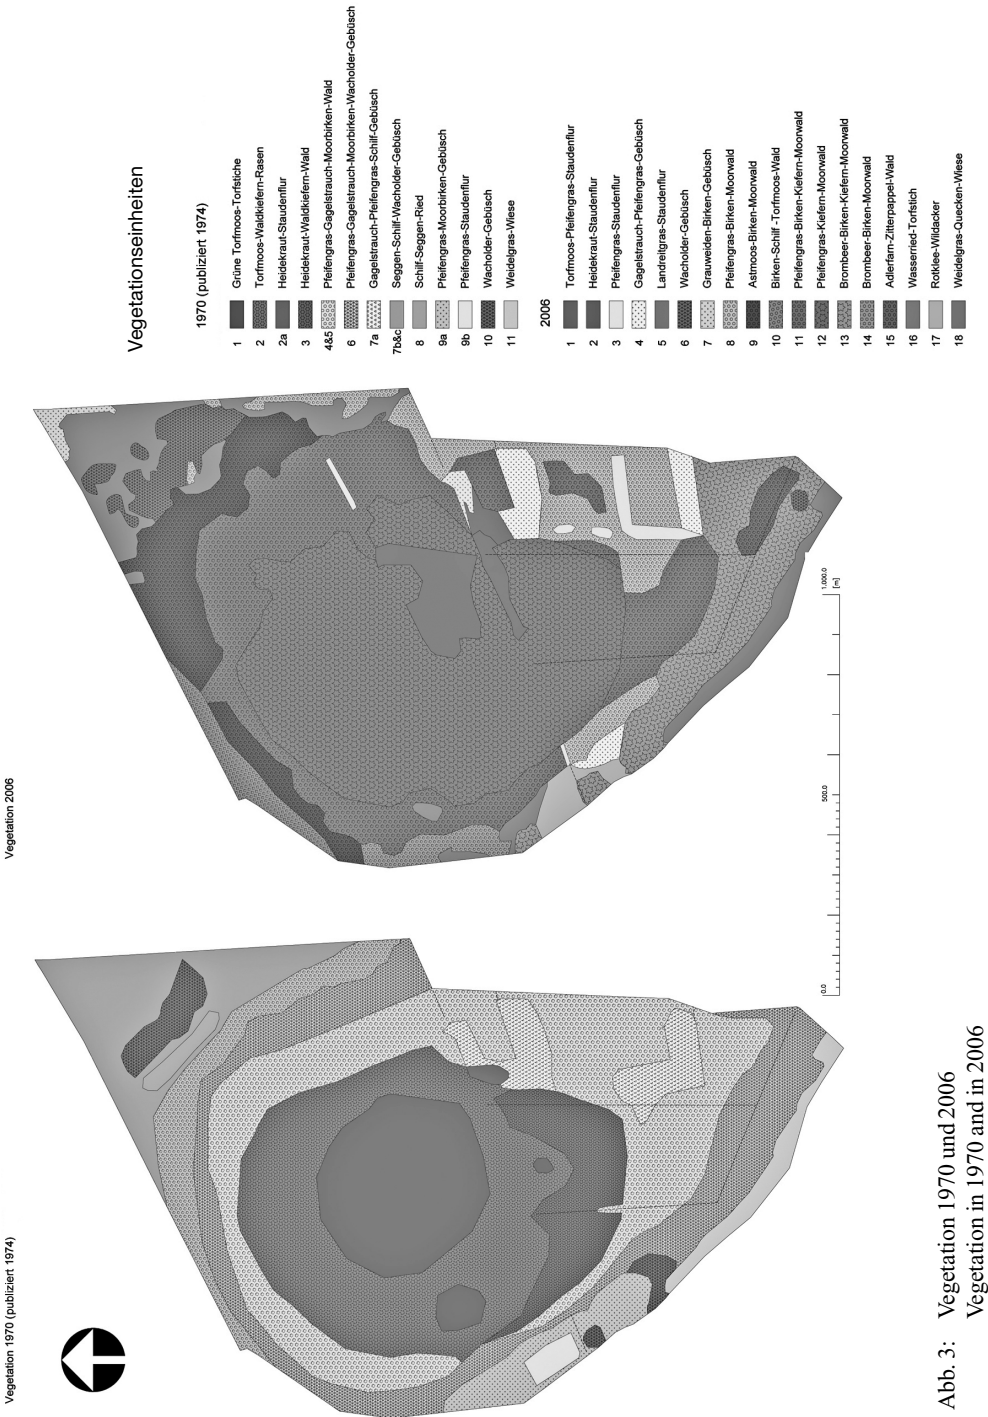 Vegetation 1970 (publiziert 1974)
Vegetation 2006
Vegetationseinheiten
1970 (publiziert 1974)
1 Grüne Torfmoos-Torfstiche
2 Torfmoos-Waldkiefern-Rasen
2a Heidekraut-Staudenflur
3 Heidekraut-Waldkiefern-Wald
4&5 Pfeifengras-Gagelstrauch-Moorbirken-Wald
6 Pfeifengras-Gagelstrauch-Moorbirken-Wacholder-Gebüsch
7a Gagelstrauch-Pfeifengras-Schilf-Gebüsch
7b&c Seggen-Schilf-Wacholder-Gebüsch
8 Schilf-Seggen-Ried
9a Pfeifengras-Moorbirken-Gebüsch
9b Pfeifengras-Staudenflur
10 Wacholder-Gebüsch
11 Weidelgras-Wiese
2006
1 Torfmoos-Pfeifengras-Staudenflur
2 Heidekraut-Staudenflur
3 Pfeifengras-Staudenflur
4 Gagelstrauch-Pfeifengras-Gebüsch
5 Landreitgras-Staudenflur
6 Wacholder-Gebüsch
7 Grauweiden-Birken-Gebüsch
8 Pfeifengras-Birken-Moorwald
9 Astmoos-Birken-Moorwald
10 Birken-Schilf -Torfmoos-Wald
11 Pfeifengras-Birken-Kiefern-Moorwald
12 Pfeifengras-Kiefern-Moorwald
13 Brombeer-Birken-Kiefern-Moorwald
14 Brombeer-Birken-Moorwald
15 Adlerfarn-Zitterpappel-Wald
16 Wasserried-Torfstich
17 Rotklee-Wildacker
18 Weidelgras-Quecken-Wiese
0.0 500.0 1.000.0
[m]
Abb. 3: Vegetation 1970 und 2006
Vegetation in 1970 and in 2006